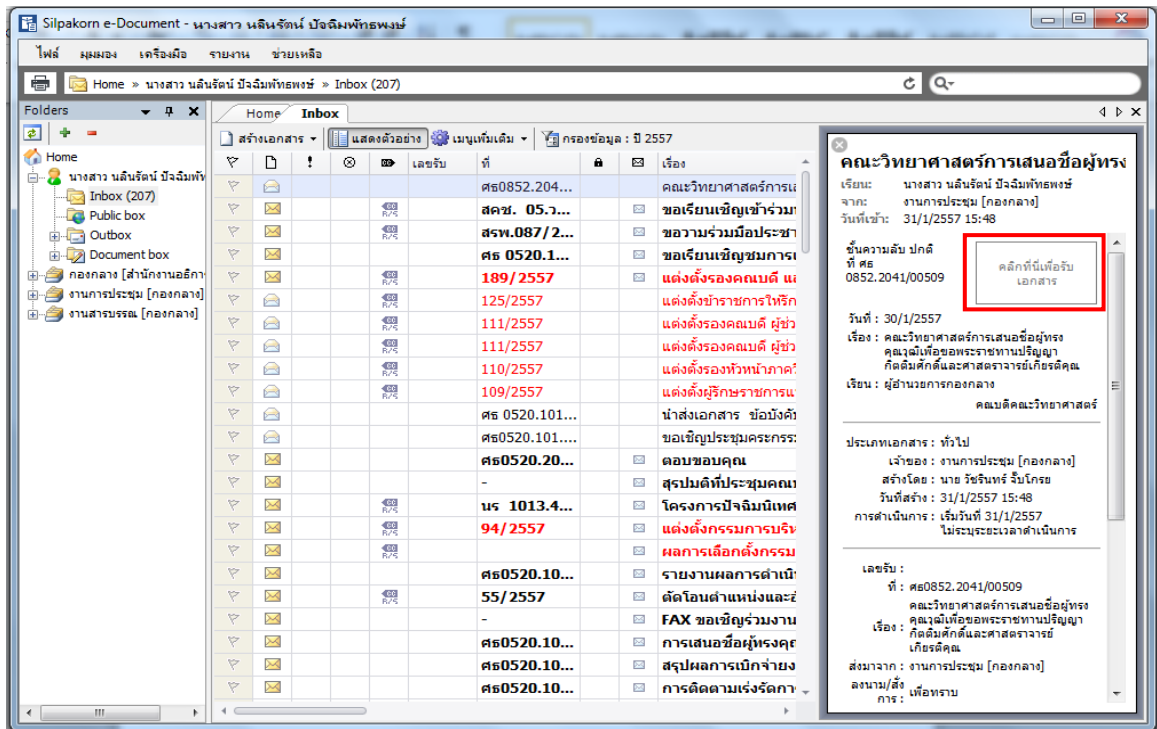 Silpakorn e-Document - นางสาว นลินรัตน์ ปัจฉิมพัทธพงษ์
ไฟล์ มุมมอง เครื่องมือ รายงาน ช่วยเหลือ
Home » นางสาว นลินรัตน์ ปัจฉิมพัทธพงษ์ » Inbox (207)
Folders
Home
นางสาว นลินรัตน์ ปัจฉิมพั
Inbox (207)
Public box
Outbox
Document box
กองกลาง [สำนักงานอธิกา
งานการประชุม [กองกลาง]
งานสารบรรณ [กองกลาง]
Home Inbox
สร้างเอกสาร แสดงตัวอย่าง เมนูเพิ่มเติม กรองข้อมูล : ปี 2557
เลขรับ ที่ เรื่อง
ศธ0852.204... คณะวิทยาศาสตร์การเส
สคช. 05.ว... ขอเรียนเชิญเข้าร่วม
สรพ.087/2... ขอความร่วมมือประชา
ศธ 0520.1... ขอเรียนเชิญชมการ
189/2557 แต่งตั้งรองคณบดี แล
125/2557 แต่งตั้งข้าราชการให้รัก
111/2557 แต่งตั้งรองคณบดี ผู้ช่ว
111/2557 แต่งตั้งรองคณบดี ผู้ช่ว
110/2557 แต่งตั้งรองหัวหน้าภาควิ
109/2557 แต่งตั้งผู้รักษาราชการแ
ศธ 0520.101... นำส่งเอกสาร ข้อบังคับ
ศธ0520.101.... ขอเชิญประชุมคระกรร
ศธ0520.20... ตอบขอบคุณ
- สรุปมติที่ประชุมคณบ
นร 1013.4... โครงการปัจฉิมนิเทศ
94/2557 แต่งตั้งกรรมการบริห
ผลการเลือกตั้งกรรม
ศธ0520.10... รายงานผลการดำเนิ
55/2557 ตัดโอนตำแหน่งและอั
- FAX ขอเชิญร่วมงาน
ศธ0520.10... การเสนอชื่อผู้ทรงคุณ
ศธ0520.10... สรุปผลการเบิกจ่ายง
ศธ0520.10... การติดตามเร่งรัดกา
คณะวิทยาศาสตร์การเสนอชื่อผู้ทรง
เรียน: นางสาว นลินรัตน์ ปัจฉิมพัทธพงษ์
จาก: งานการประชุม [กองกลาง]
วันที่เข้า: 31/1/2557 15:48
ชั้นความลับ ปกติ
ที่ ศธ
0852.2041/00509
คลิกที่นี่เพื่อรับ
เอกสาร
วันที่ : 30/1/2557
เรื่อง : คณะวิทยาศาสตร์การเสนอชื่อผู้ทรง
คุณวุฒิเพื่อขอพระราชทานปริญญา
กิตติมศักดิ์และศาสตราจารย์เกียรติคุณ
เรียน : ผู้อำนวยการกองกลาง
คณบดีคณะวิทยาศาสตร์
ประเภทเอกสาร : ทั่วไป
เจ้าของ : งานการประชุม [กองกลาง]
สร้างโดย : นาย วัชรินทร์ จั๊บโกรย
วันที่สร้าง : 31/1/2557 15:48
การดำเนินการ : เริ่มวันที่ 31/1/2557
ไม่ระบุระยะเวลาดำเนินการ
เลขรับ :
ที่ : ศธ0852.2041/00509
เรื่อง : คณะวิทยาศาสตร์การเสนอชื่อผู้ทรง
คุณวุฒิเพื่อขอพระราชทานปริญญา
กิตติมศักดิ์และศาสตราจารย์
เกียรติคุณ
ส่งมาจาก : งานการประชุม [กองกลาง]
ลงนาม/สั่ง
การ : เพื่อทราบ